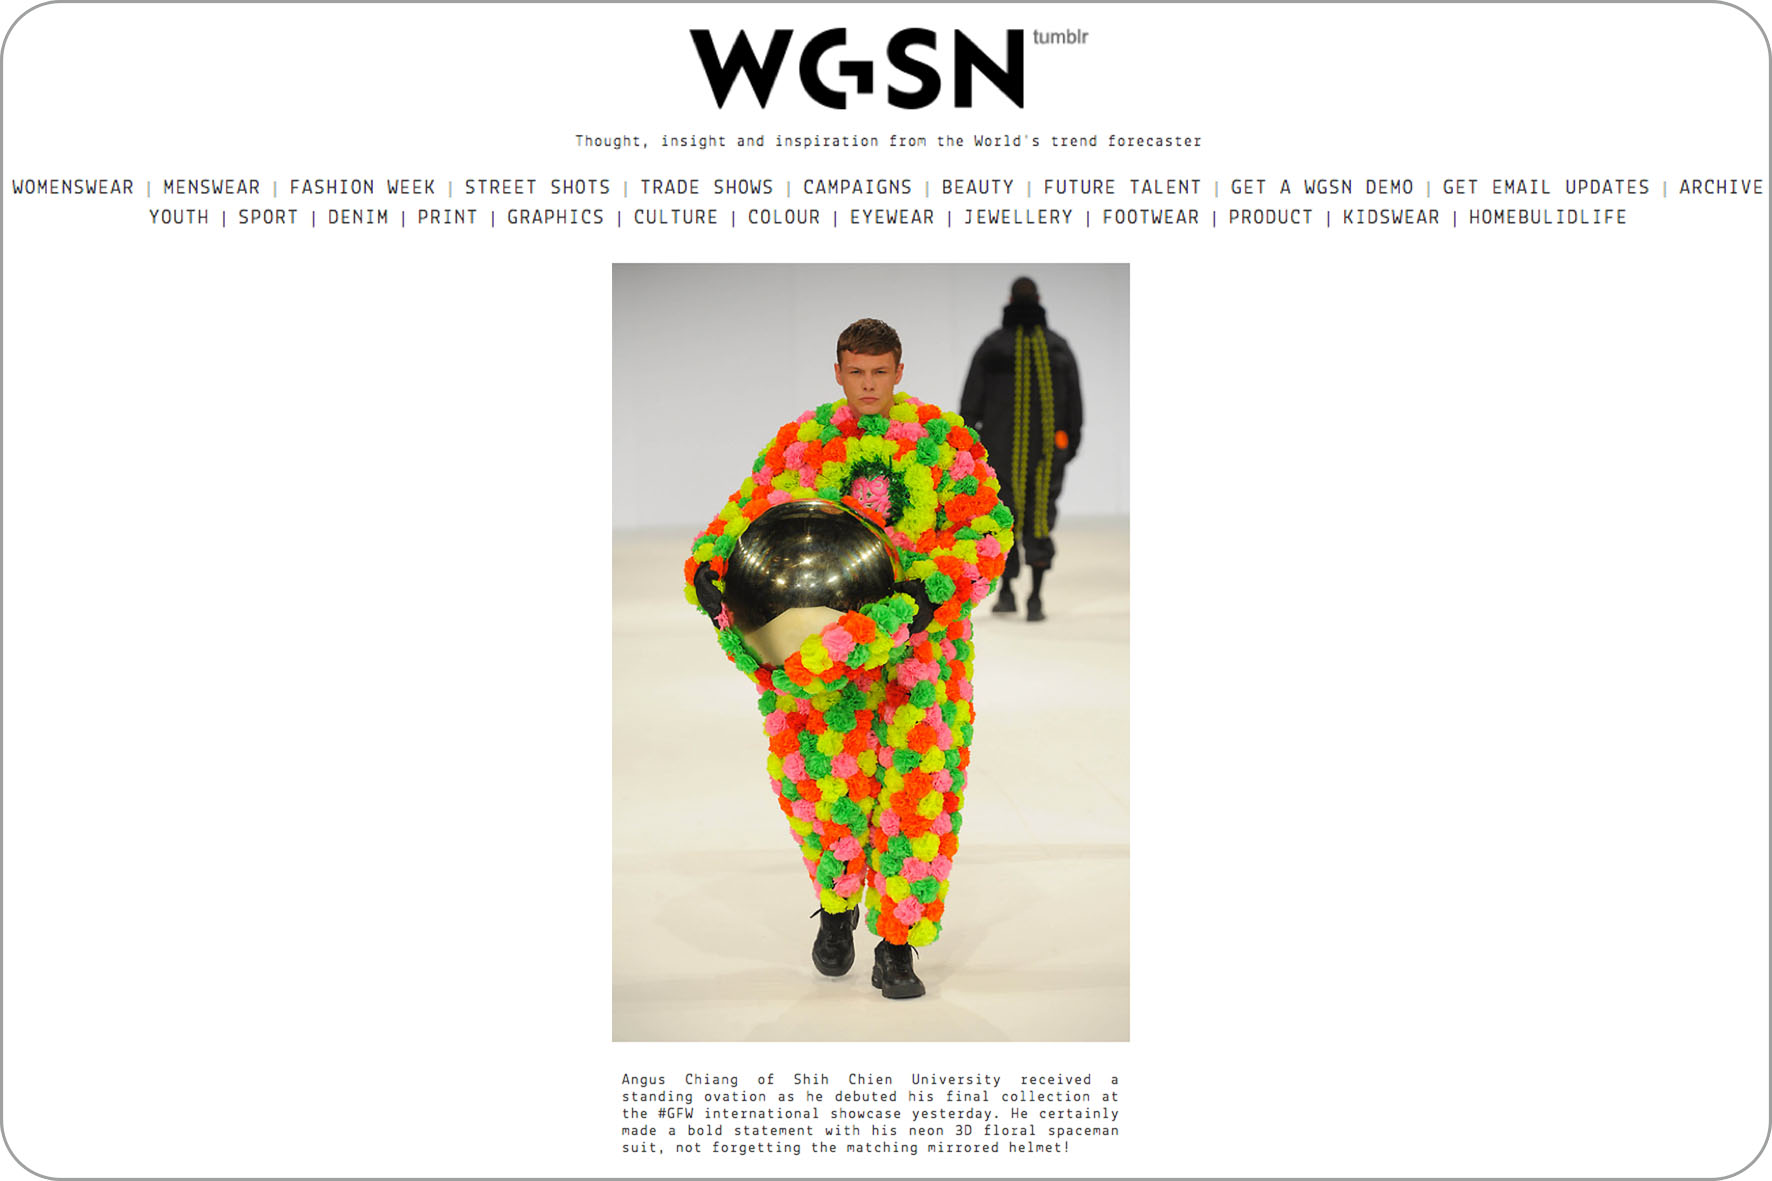 WGSN tumblr
Thought, insight and inspiration from the World's trend forecaster
WOMENSWEAR | MENSWEAR | FASHION WEEK | STREET SHOTS | TRADE SHOWS | CAMPAIGNS | BEAUTY | FUTURE TALENT | GET A WGSN DEMO | GET EMAIL UPDATES | ARCHIVE
YOUTH | SPORT | DENIM | PRINT | GRAPHICS | CULTURE | COLOUR | EYEWEAR | JEWELLERY | FOOTWEAR | PRODUCT | KIDSWEAR | HOMEBULIDLIFE
Angus Chiang of Shih Chien University received a
standing ovation as he debuted his final collection at
the #GFW international showcase yesterday. He certainly
made a bold statement with his neon 3D floral spaceman
suit, not forgetting the matching mirrored helmet!